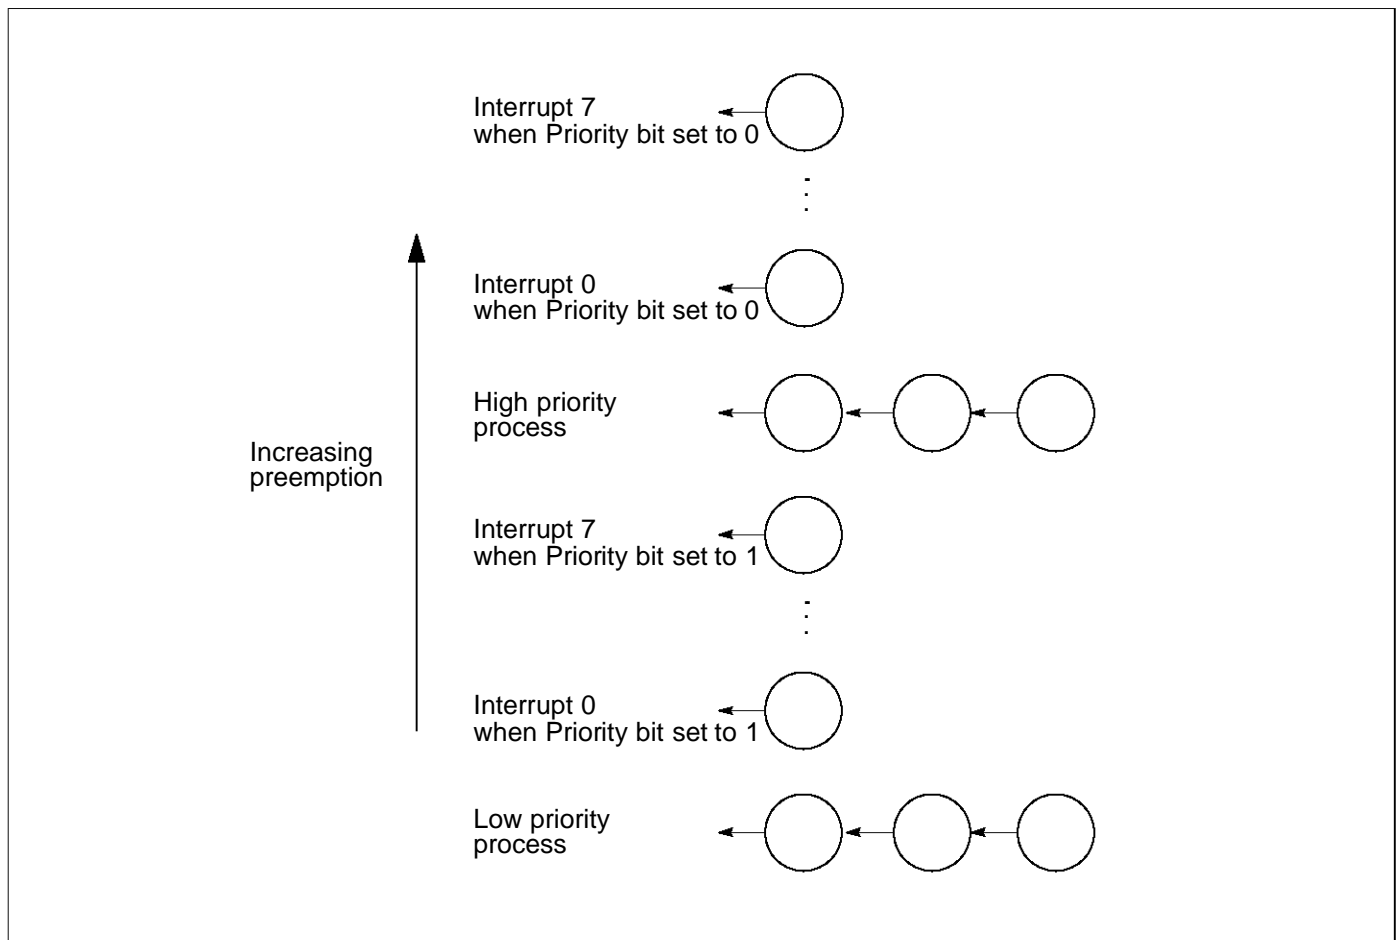 Interrupt 7
when Priority bit set to 0
Interrupt 0
when Priority bit set to 0
High priority
process
Increasing
preemption
Interrupt 7
when Priority bit set to 1
Interrupt 0
when Priority bit set to 1
Low priority
process